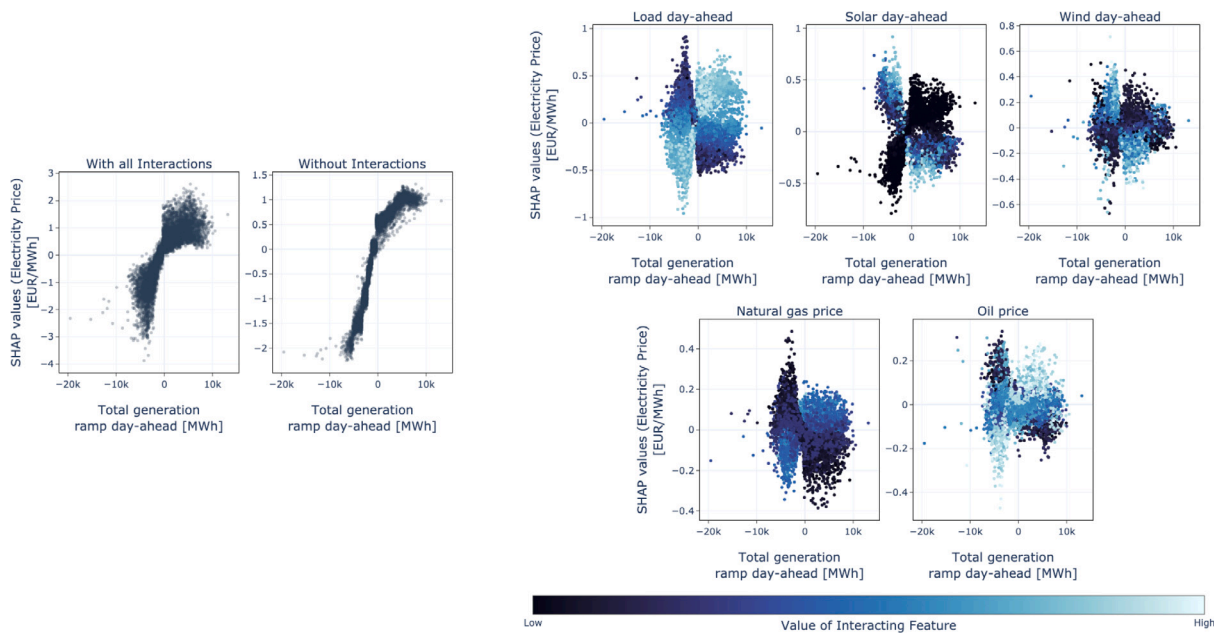 With all Interactions
Without Interactions
SHAP values (Electricity Price)
[EUR/MWh]
3
2
1
0
−1
−2
−3
−4
−20k
−10k
0
10k
1.5
1
0.5
0
−0.5
−1
−1.5
−2
−20k
−10k
0
10k
Total generation
ramp day-ahead [MWh]
Total generation
ramp day-ahead [MWh]
Load day-ahead
Solar day-ahead
Wind day-ahead
SHAP values (Electricity Price)
[EUR/MWh]
1
0.5
0
−0.5
−1
−20k
−10k
0
10k
1
0.5
0
−0.5
−20k
−10k
0
10k
0.8
0.6
0.4
0.2
0
−0.2
−0.4
−0.6
−20k
−10k
0
10k
Total generation
ramp day-ahead [MWh]
Total generation
ramp day-ahead [MWh]
Total generation
ramp day-ahead [MWh]
Natural gas price
Oil price
SHAP values (Electricity Price)
[EUR/MWh]
0.4
0.2
0
−0.2
−0.4
−20k
−10k
0
10k
0.2
0
−0.2
−0.4
−20k
−10k
0
10k
Total generation
ramp day-ahead [MWh]
Total generation
ramp day-ahead [MWh]
Low
Value of Interacting Feature
High